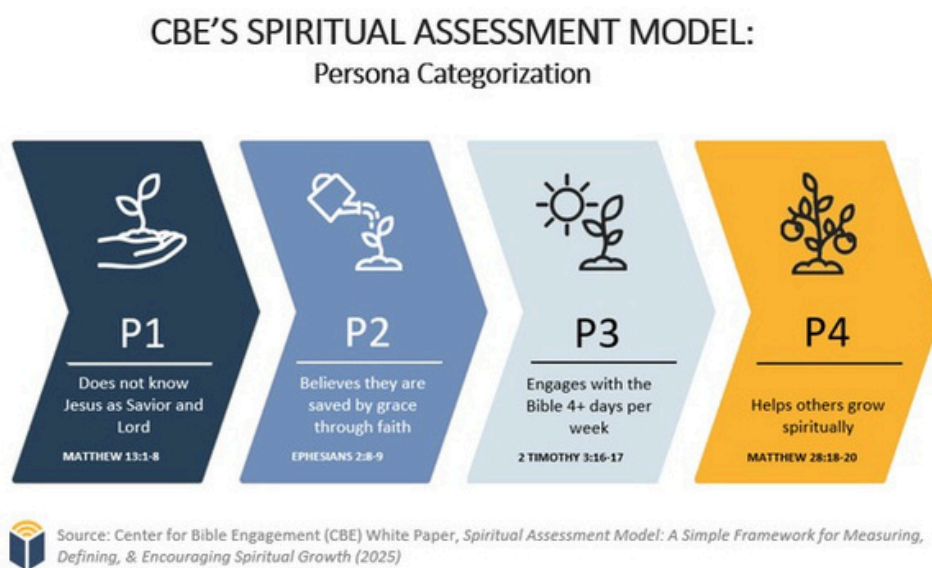 CBE'S SPIRITUAL ASSESSMENT MODEL:
Persona Categorization
P1
Does not know
Jesus as Savior and
Lord
MATTHEW 13:1-8
P2
Believes they are
saved by grace
through faith
EPHESIANS 2:8-9
P3
Engages with the
Bible 4+ days per
week
2 TIMOTHY 3:16-17
P4
Helps others grow
spiritually
MATTHEW 28:18-20
Source: Center for Bible Engagement (CBE) White Paper, Spiritual Assessment Model: A Simple Framework for Measuring,
Defining, & Encouraging Spiritual Growth (2025)